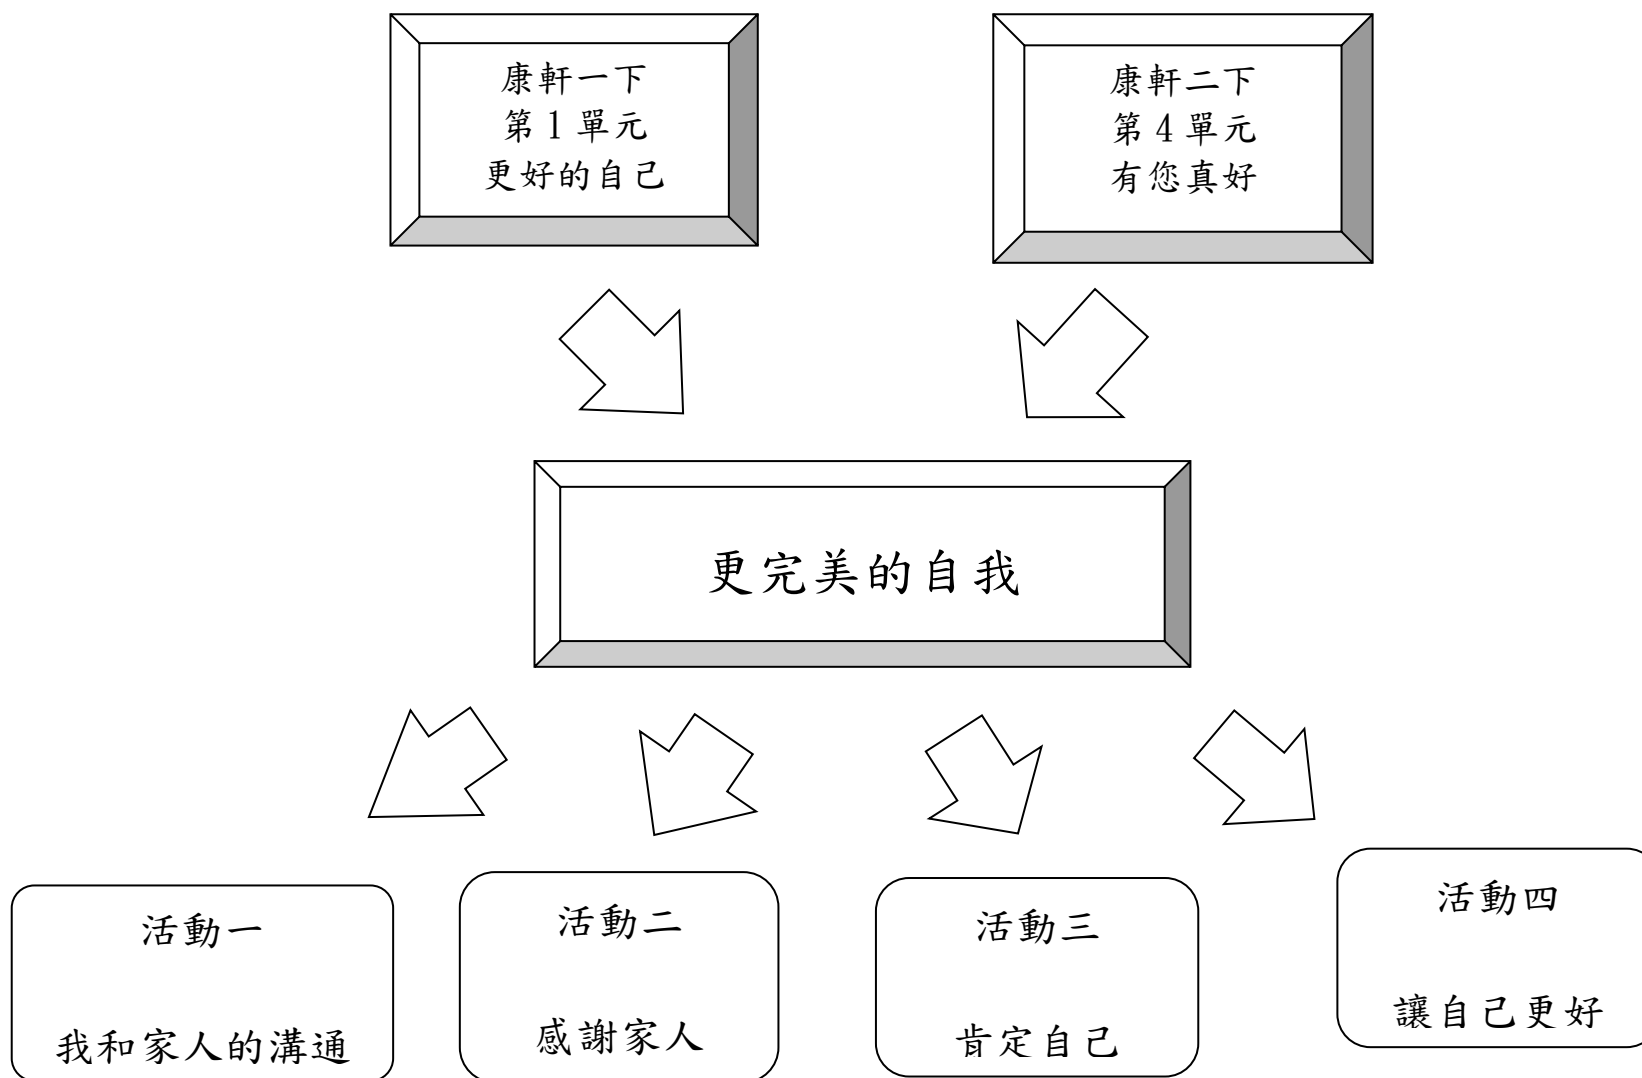 康軒一下
第1單元
更好的自己
康軒二下
第4單元
有您真好
更完美的自我
活動一
我和家人的溝通
活動二
感謝家人
活動三
肯定自己
活動四
讓自己更好